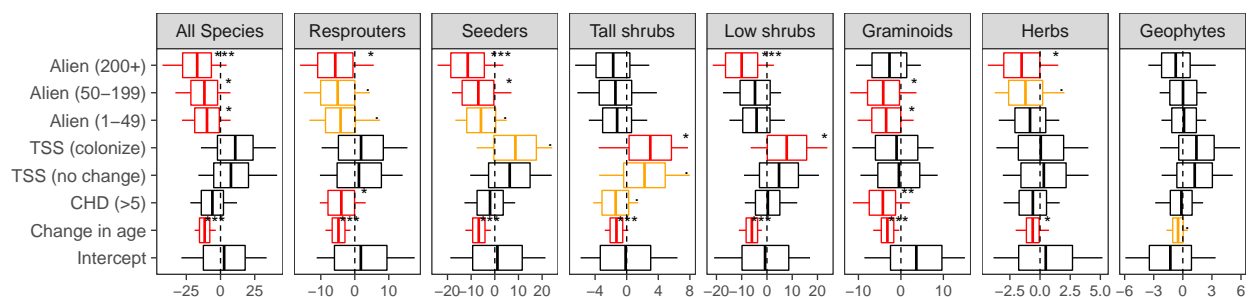 All Species Resprouters Seeders Tall shrubs Low shrubs Graminoids Herbs Geophytes
Alien (200+) **** * **** **** *
Alien (50−199) * . * * .
Alien (1−49) * . . *
TSS (colonize) . * *
TSS (no change) .
CHD (>5) * . **
Change in age *** *** *** *** *** *** * .
Intercept
−25 0 25 −10 0 10 −20 −10 0 10 20 −4 0 4 −20 −10 0 10 20 −10 0 10 −2.5 0.0 2.5 5.0 −6 −3 0 3 6